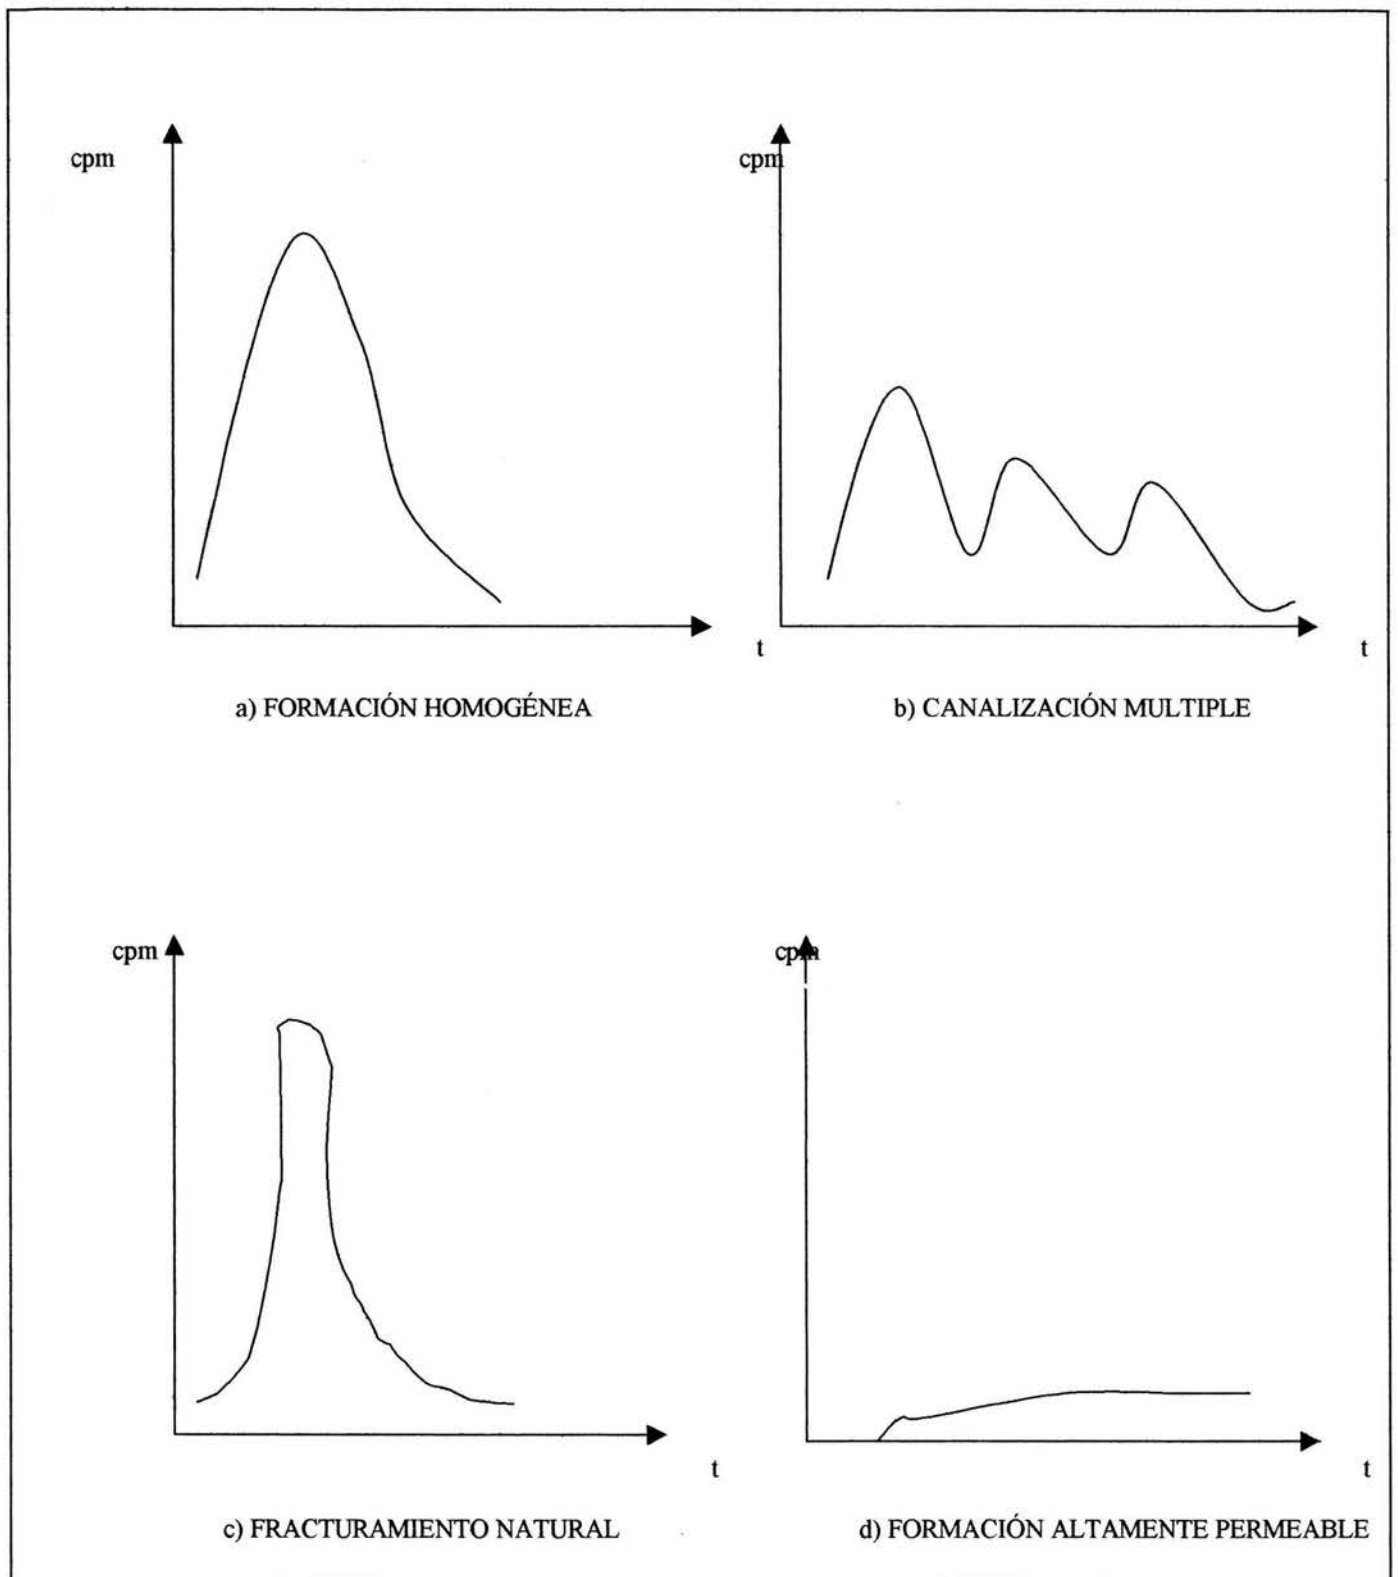 cpm
cpm
t
t
a) FORMACIÓN HOMOGÉNEA
b) CANALIZACIÓN MULTIPLE
cpm
cpm
t
t
c) FRACTURAMIENTO NATURAL
d) FORMACIÓN ALTAMENTE PERMEABLE